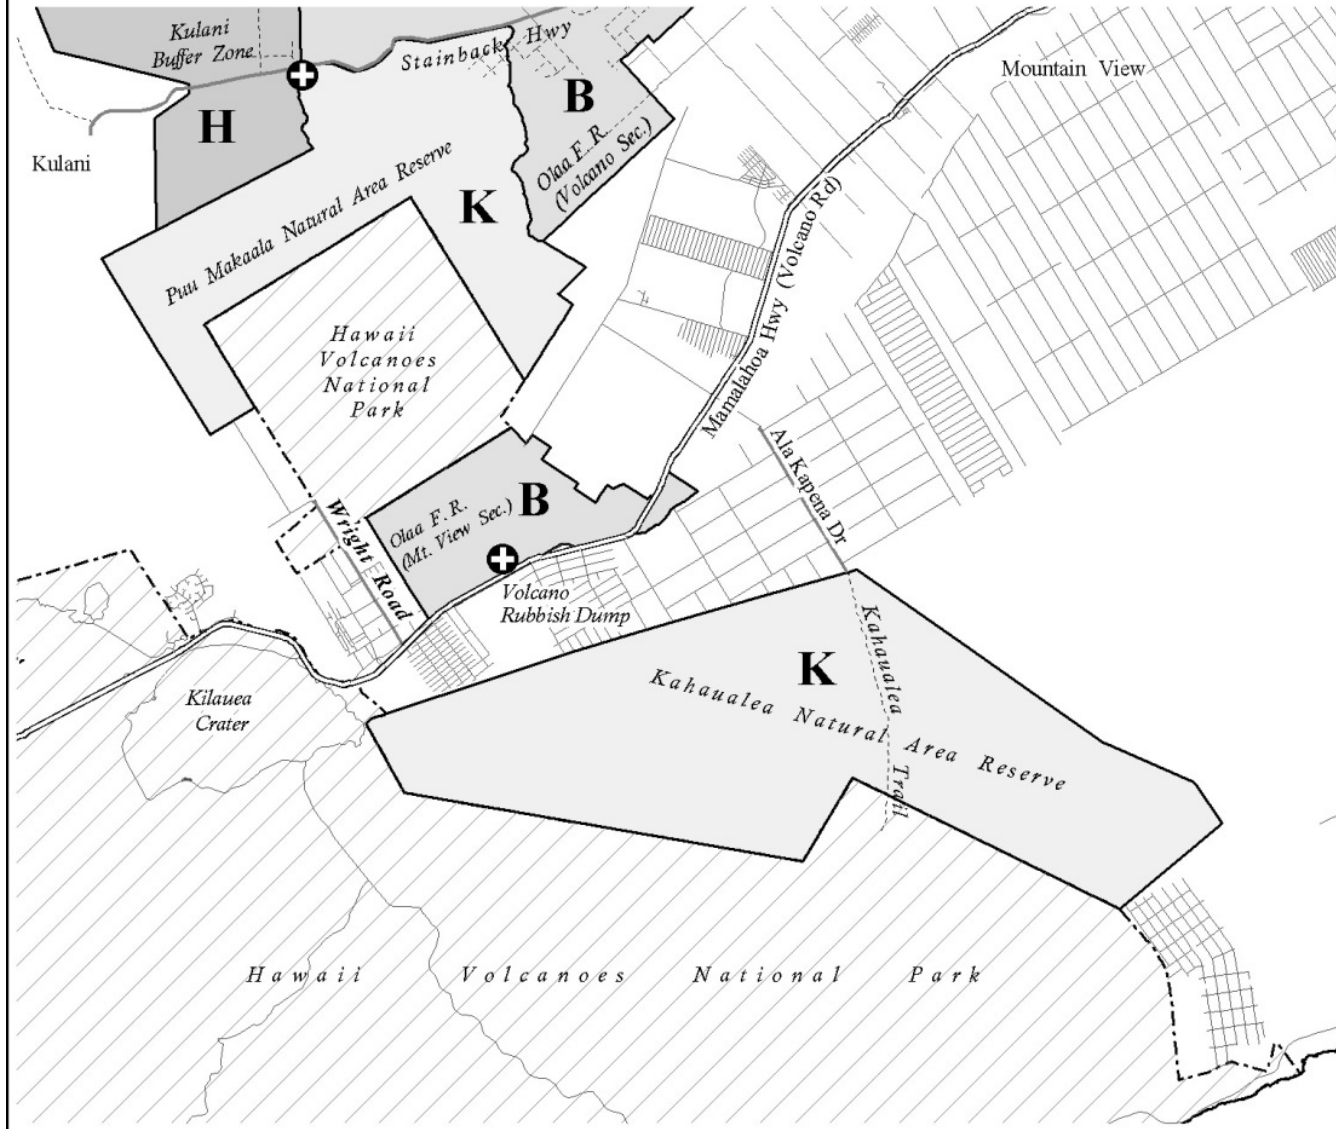 Kulani
Buffer Zone
Stainback Hwy
Mountain View
H
B
Kulani
Olaa F. R.
(Volcano Sec.)
Puu Makaala Natural Area Reserve
K
Mamalahoa Hwy (Volcano Rd)
Hawaii
Volcanoes
National
Park
Ala Kapena Dr
Olaa F. R.
(Mt. View Sec.)
B
Wright Road
Volcano
Rubbish Dump
Kahaualea Trail
K
Kahaualea Natural Area Reserve
Kilauea
Crater
Hawaii Volcanoes National Park